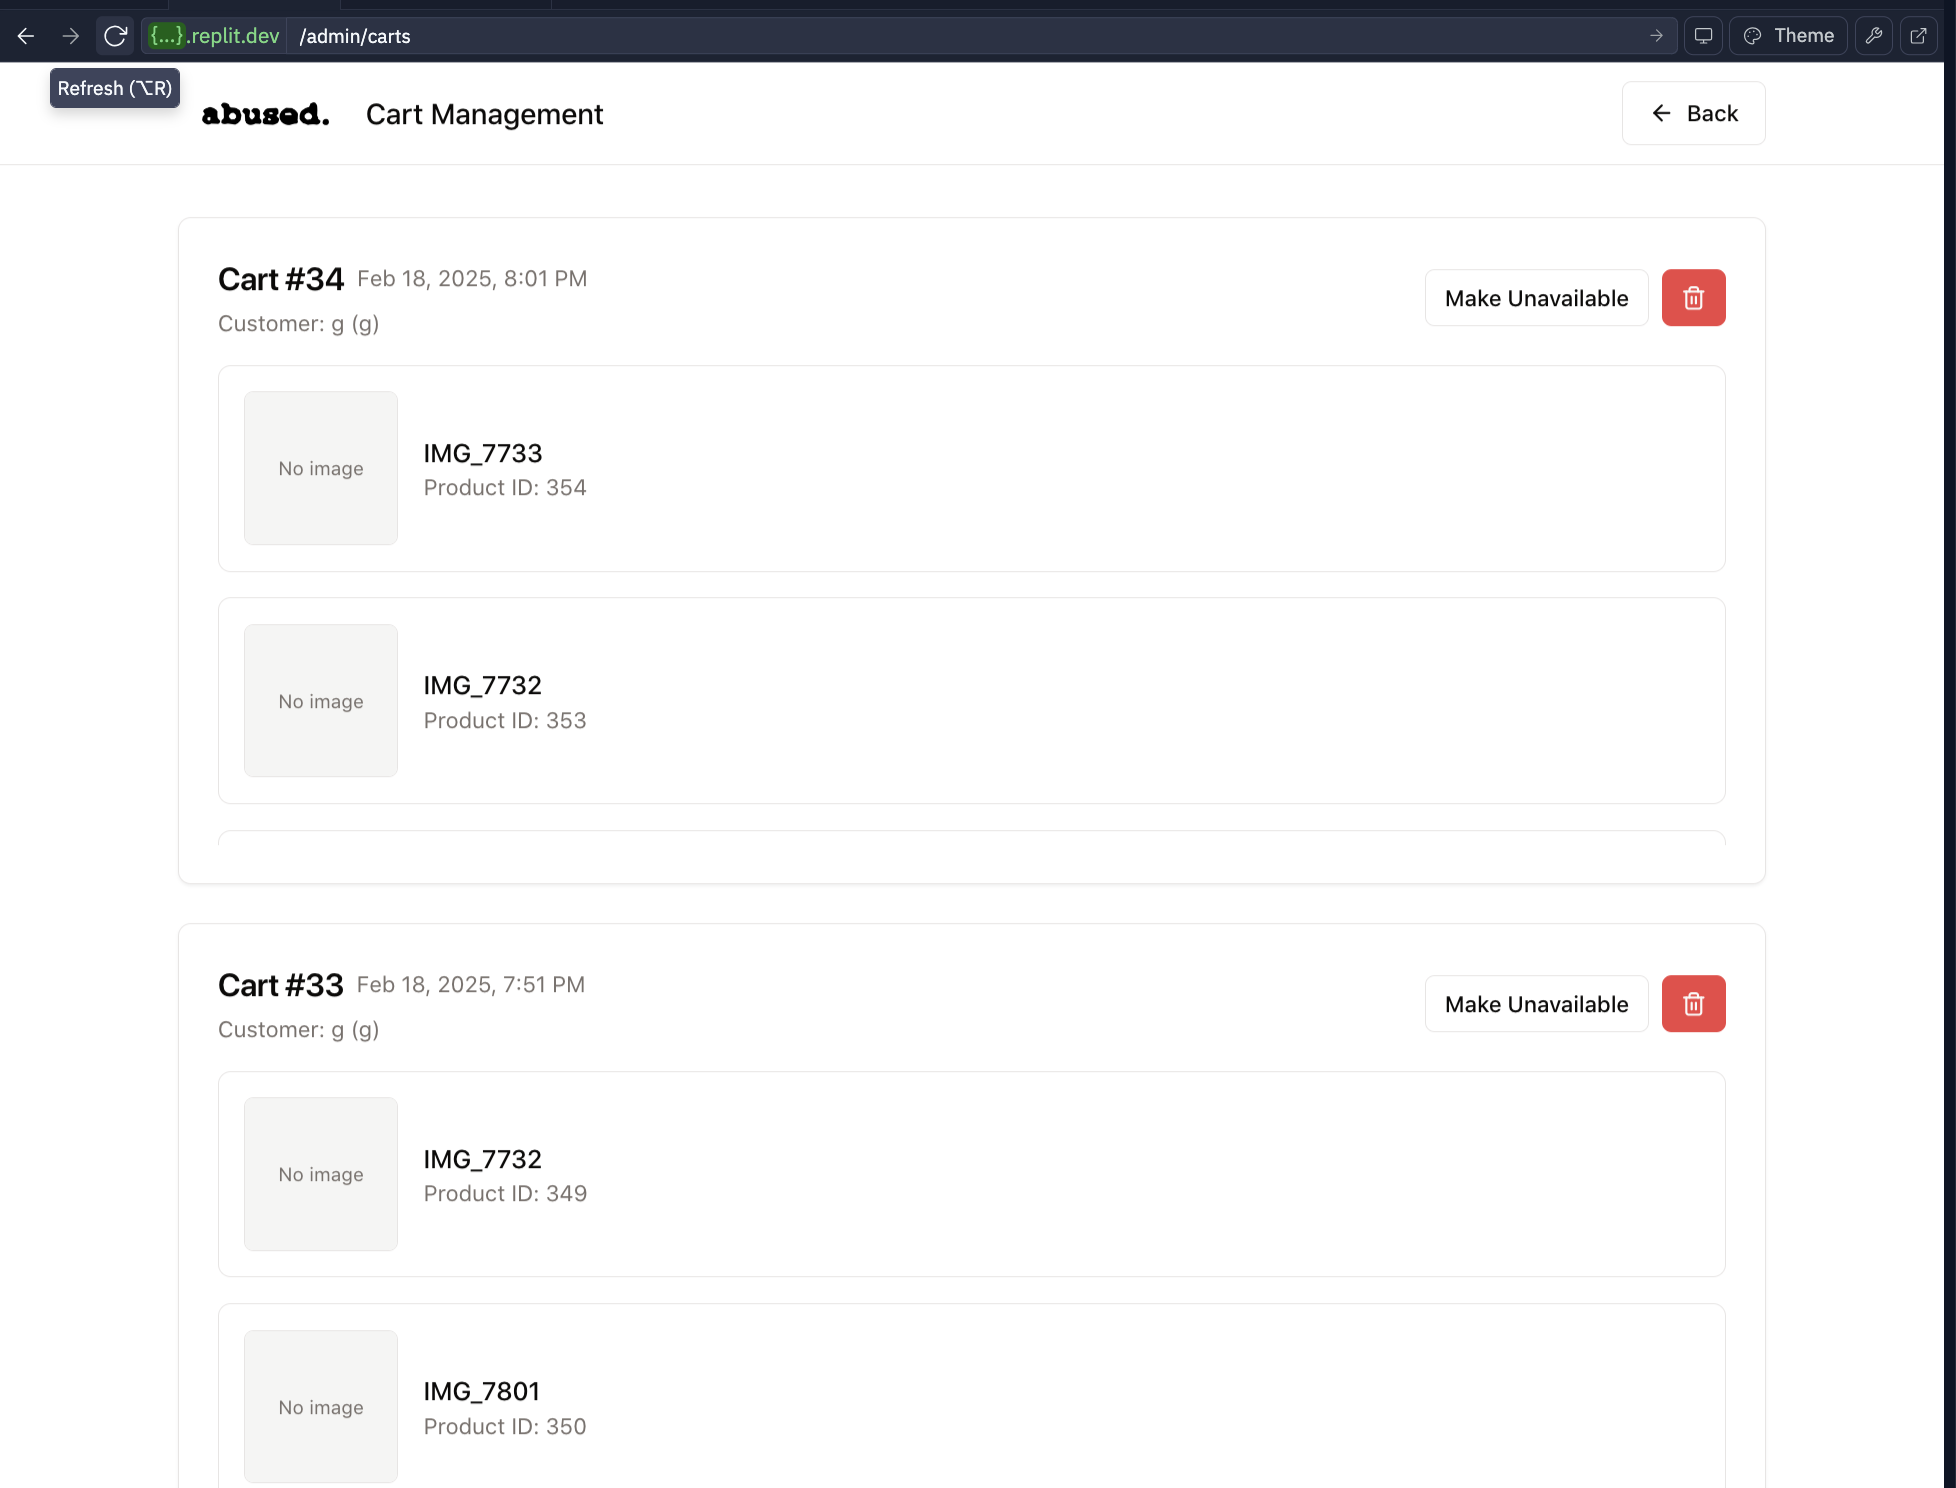 {...}.replit.dev /admin/carts
Theme
Refresh (⌥R)
abused. Cart Management
Back
Cart #34 Feb 18, 2025, 8:01 PM
Make Unavailable
Customer: g (g)
No image
IMG_7733
Product ID: 354
No image
IMG_7732
Product ID: 353
Cart #33 Feb 18, 2025, 7:51 PM
Make Unavailable
Customer: g (g)
No image
IMG_7732
Product ID: 349
No image
IMG_7801
Product ID: 350